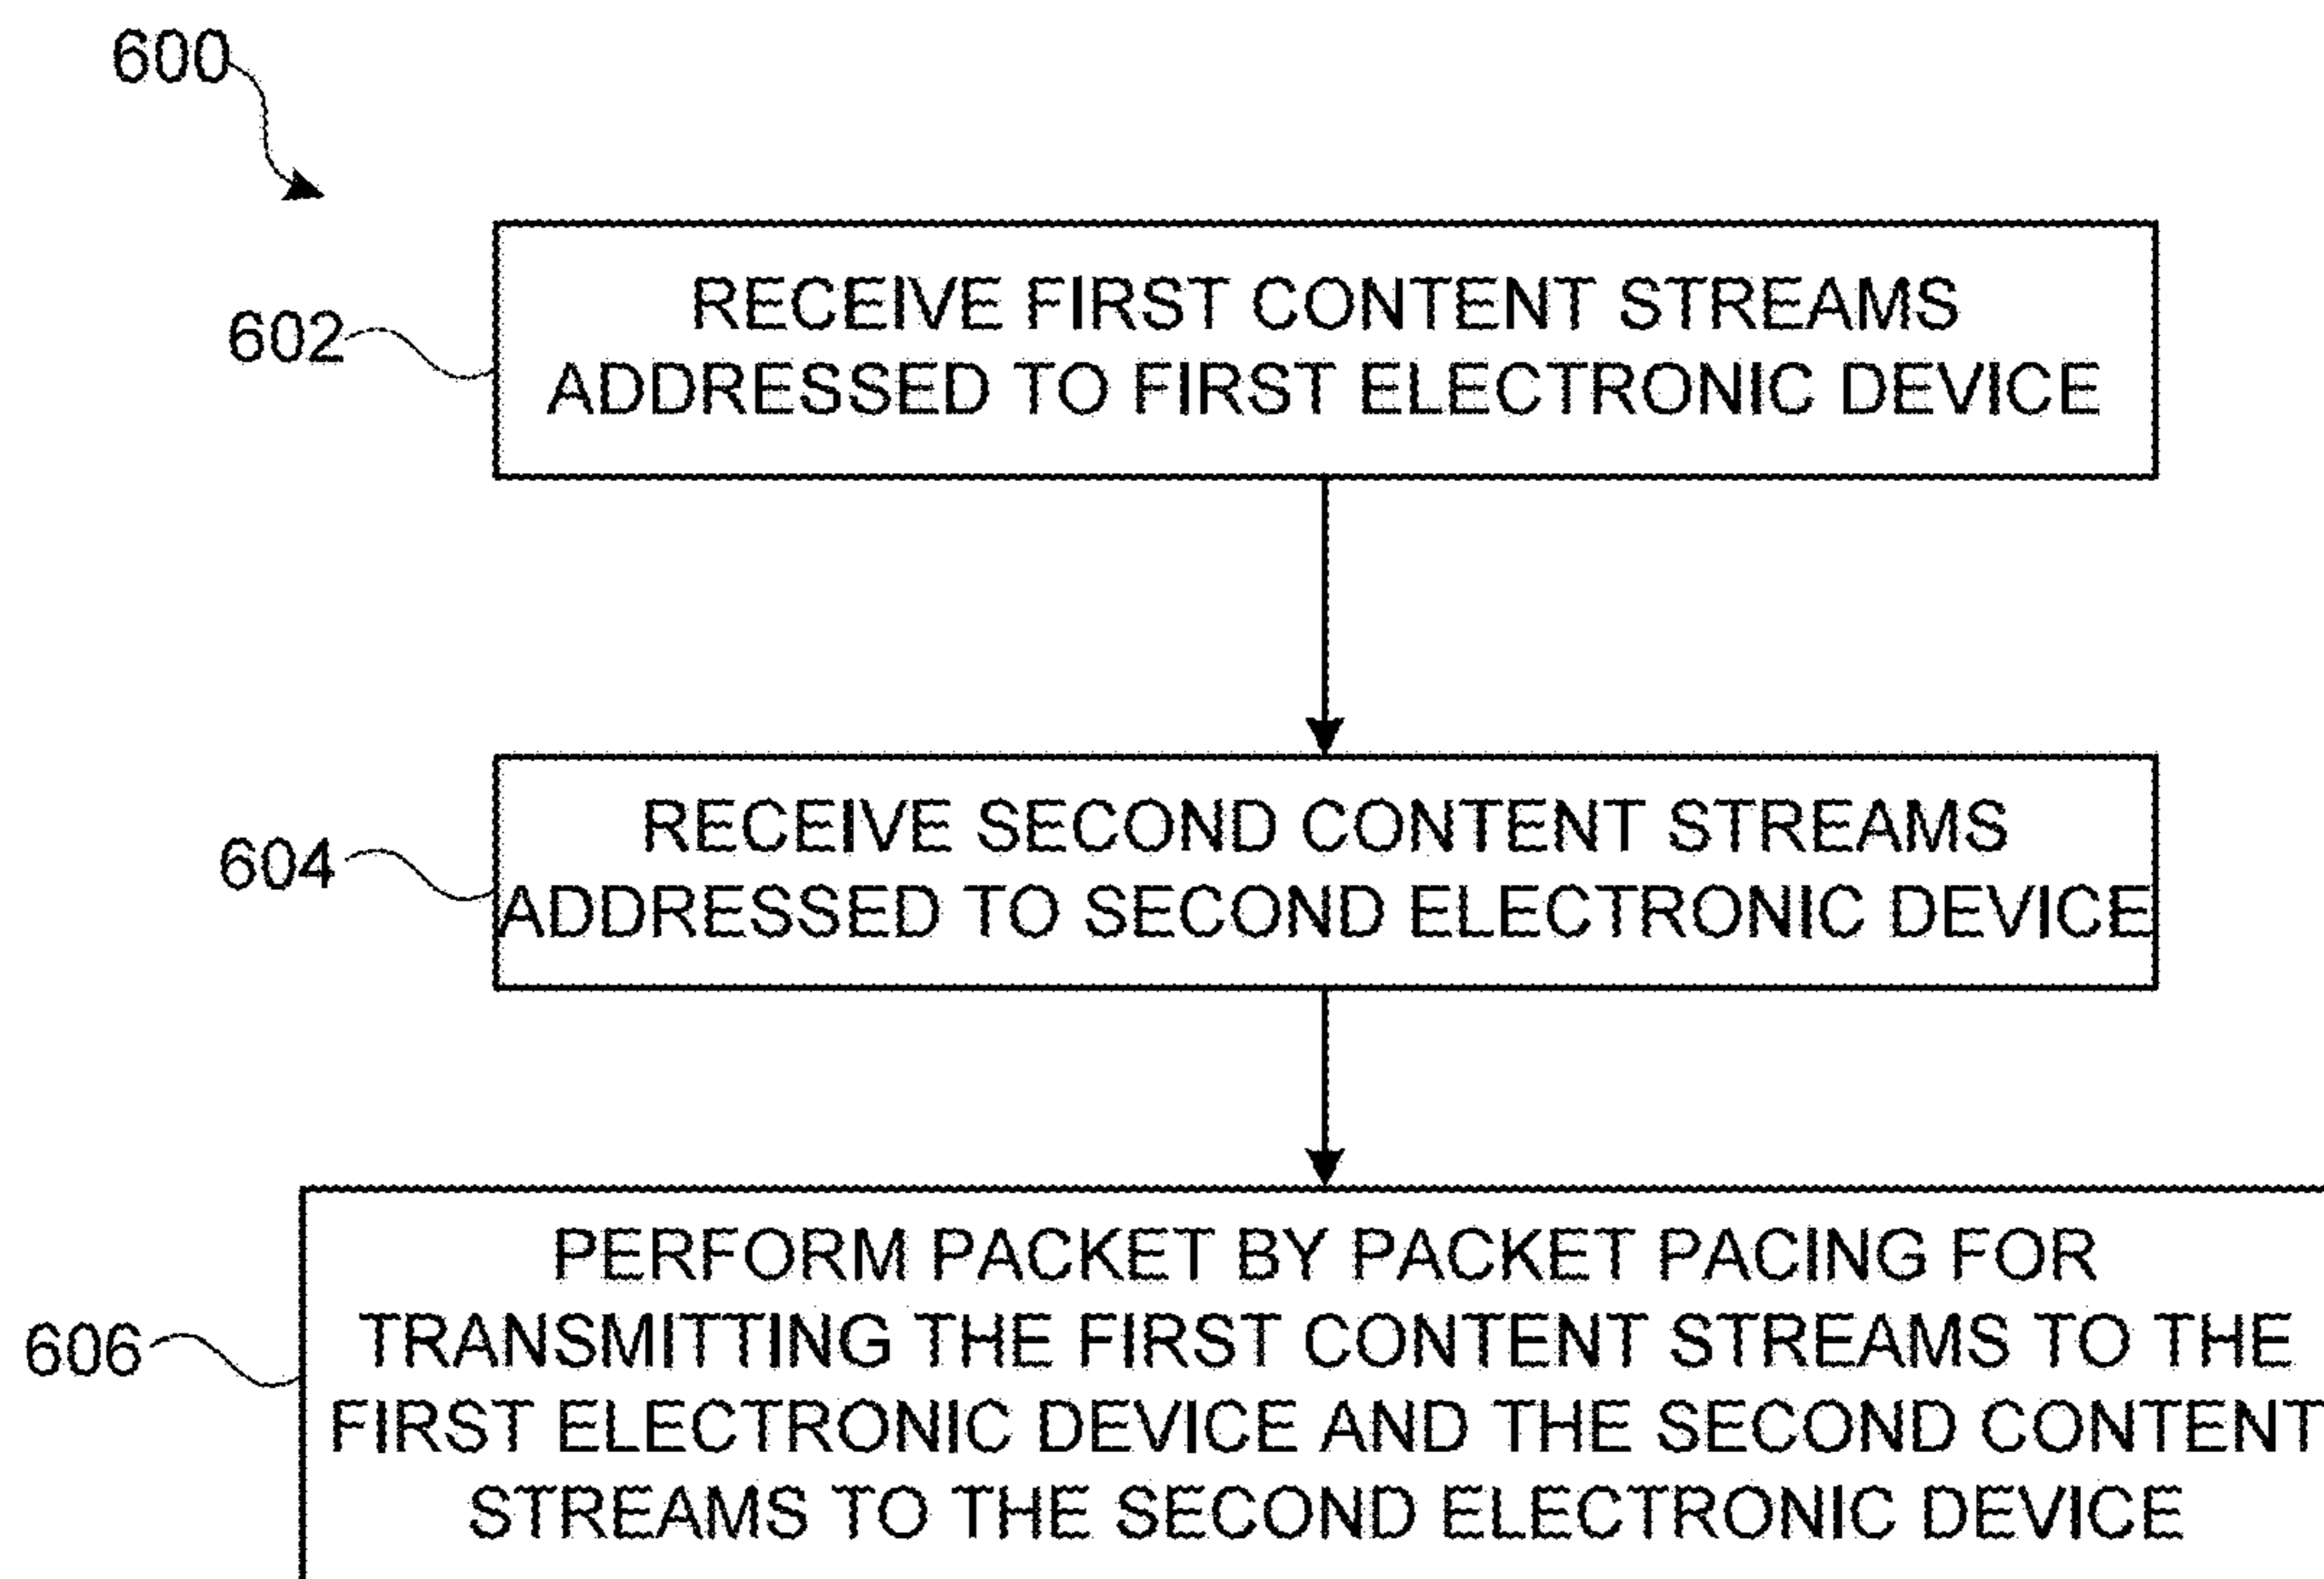 600
602
RECEIVE FIRST CONTENT STREAMS
ADDRESSED TO FIRST ELECTRONIC DEVICE
604
RECEIVE SECOND CONTENT STREAMS
ADDRESSED TO SECOND ELECTRONIC DEVICE
606
PERFORM PACKET BY PACKET PACING FOR
TRANSMITTING THE FIRST CONTENT STREAMS TO THE
FIRST ELECTRONIC DEVICE AND THE SECOND CONTENT
STREAMS TO THE SECOND ELECTRONIC DEVICE